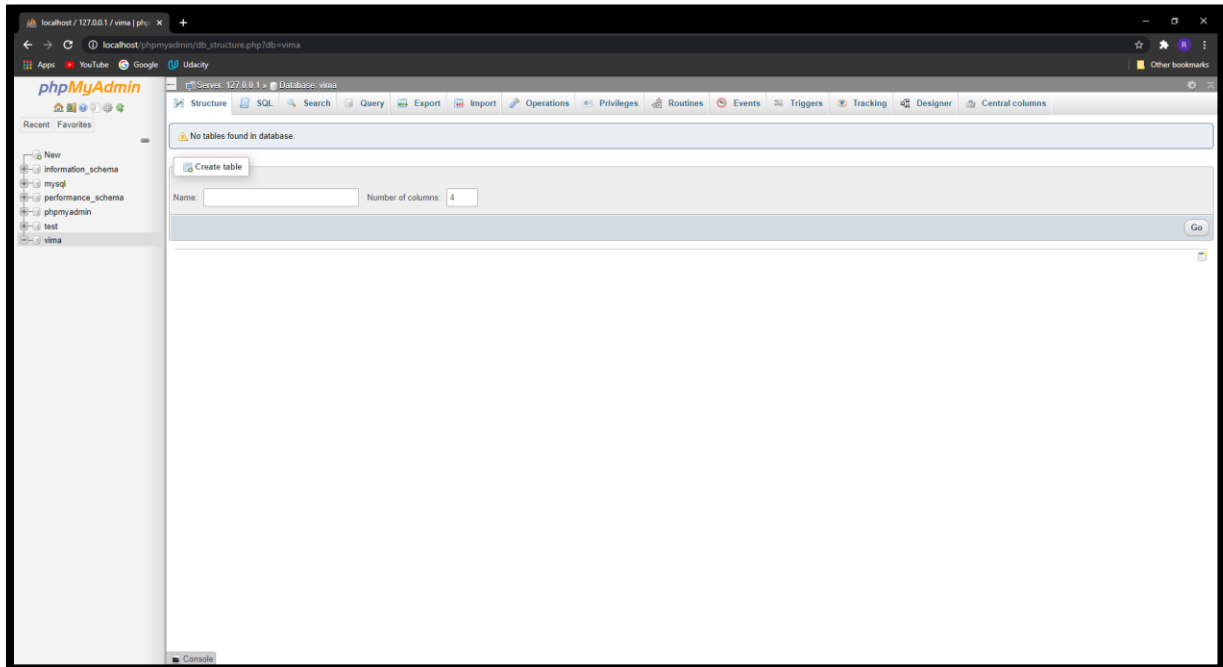 localhost / 127.0.0.1 / vima | php
localhost/phpmyadmin/db_structure.php?db=vima
Apps YouTube Google Udacity Other bookmarks
phpMyAdmin
Recent Favorites
New
information_schema
mysql
performance_schema
phpmyadmin
test
vima
Server: 127.0.0.1 » Database: vima
Structure SQL Search Query Export Import Operations Privileges Routines Events Triggers Tracking Designer Central columns
No tables found in database.
Create table
Name: Number of columns: 4
Go
Console
R